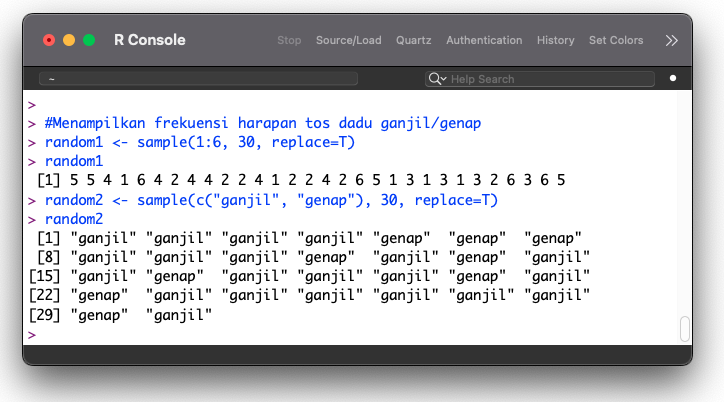 R Console
Stop Source/Load Quartz Authentication History Set Colors >>
~
Help Search
>
> #Menampilkan frekuensi harapan tos dadu ganjil/genap
> random1 <- sample(1:6, 30, replace=T)
> random1
[1] 5 5 4 1 6 4 2 4 4 2 2 4 1 2 2 4 2 6 5 1 3 1 3 1 3 2 6 3 6 5
> random2 <- sample(c("ganjil", "genap"), 30, replace=T)
> random2
[1] "ganjil" "ganjil" "ganjil" "ganjil" "genap" "genap" "genap"
[8] "ganjil" "ganjil" "ganjil" "genap" "ganjil" "genap" "ganjil"
[15] "ganjil" "genap" "ganjil" "ganjil" "ganjil" "genap" "ganjil"
[22] "genap" "ganjil" "ganjil" "ganjil" "ganjil" "ganjil" "ganjil"
[29] "genap" "ganjil"
>